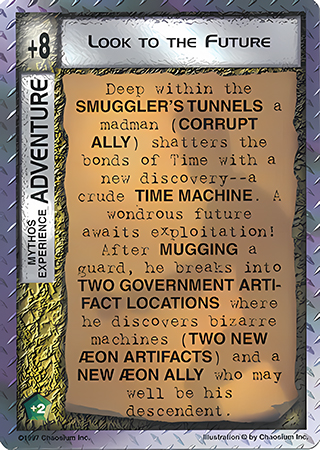 +8
LOOK TO THE FUTURE
MYTHOS
EXPERIENCE
ADVENTURE
Deep within the
SMUGGLER'S TUNNELS a
madman (CORRUPT
ALLY) shatters the
bonds of Time with a
new discovery--a
crude TIME MACHINE. A
wondrous future
awaits exploitation!
After MUGGING a
guard, he breaks into
TWO GOVERNMENT ARTI-
FACT LOCATIONS where
he discovers bizarre
machines (TWO NEW
ÆON ARTIFACTS) and a
NEW ÆON ALLY who may
well be his
descendent.
+2
©1997 Chaosium Inc.
Illustration © by Chaosium Inc.